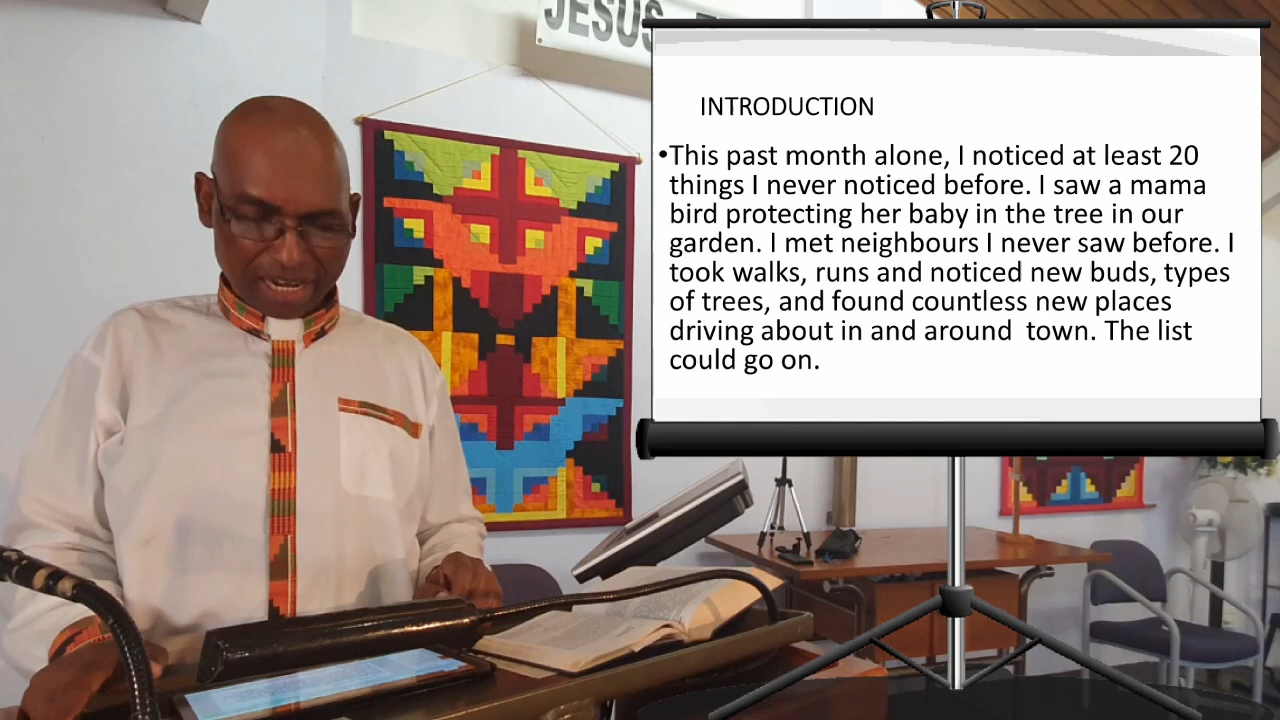 JESUS
INTRODUCTION
•This past month alone, I noticed at least 20
things I never noticed before. I saw a mama
bird protecting her baby in the tree in our
garden. I met neighbours I never saw before. I
took walks, runs and noticed new buds, types
of trees, and found countless new places
driving about in and around  town. The list
could go on.